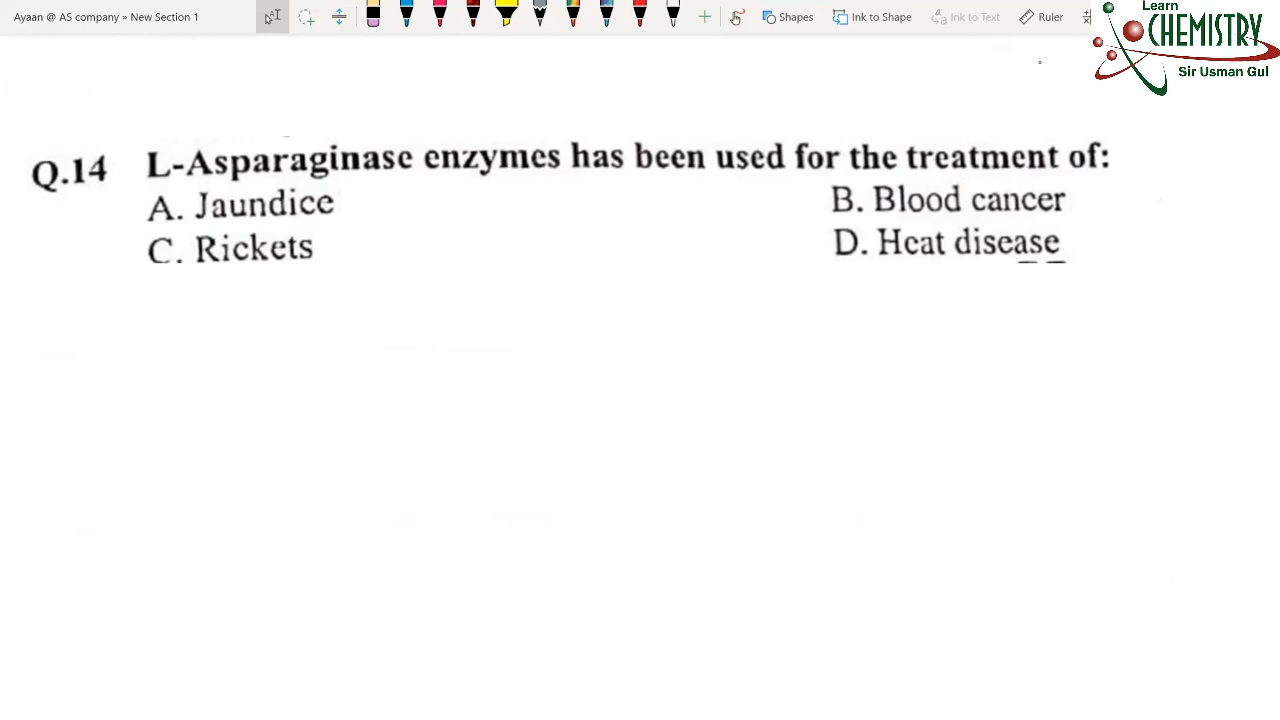 Ayaan @ AS company » New Section 1
Shapes
Ink to Shape
Ink to Text
Ruler
Learn
CHEMISTRY
Sir Usman Gul
Q.14 L-Asparaginase enzymes has been used for the treatment of:
A. Jaundice B. Blood cancer
C. Rickets D. Heat disease